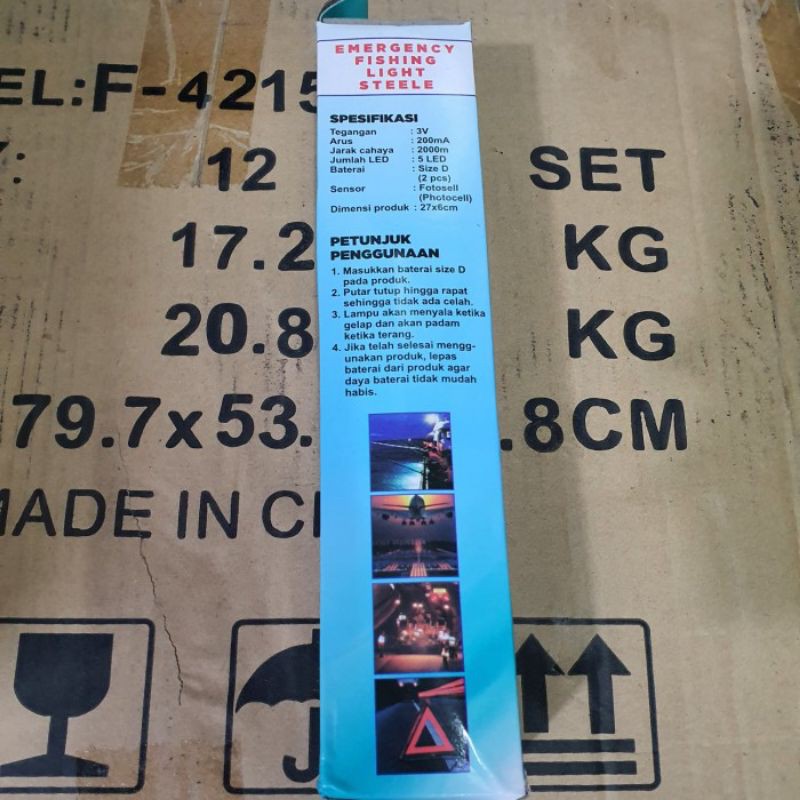 EMERGENCY
FISHING
LIGHT
STEELE
SPESIFIKASI
Tegangan : 3V
Arus : 200mA
Jarak cahaya : 2000m
Jumlah LED : 5 LED
Baterai : Size D
(2 pcs)
Sensor : Fotosell
(Photocell)
Dimensi produk : 27x6cm
PETUNJUK
PENGGUNAAN
1. Masukkan baterai size D
pada produk.
2. Putar tutup hingga rapat
sehingga tidak ada celah.
3. Lampu akan menyala ketika
gelap dan akan padam
ketika terang.
4. Jika telah selesai mengg-
unakan produk, lepas
baterai dari produk agar
daya baterai tidak mudah
habis.
EL:F-4215
12 SET
17.2 KG
20.8 KG
79.7x53. .8CM
MADE IN